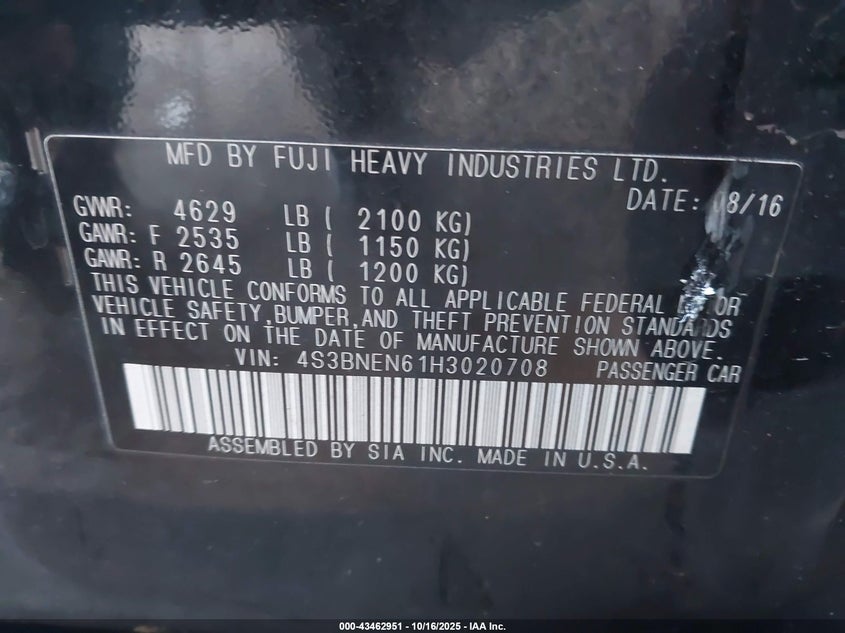 MFD BY FUJI HEAVY INDUSTRIES LTD.
DATE: 08/16
GVWR: 4629 LB ( 2100 KG)
GAWR: F 2535 LB ( 1150 KG)
GAWR: R 2645 LB ( 1200 KG)
THIS VEHICLE CONFORMS TO ALL APPLICABLE FEDERAL
VEHICLE SAFETY,BUMPER,AND THEFT PREVENTION STANDARDS
IN EFFECT ON THE DATE OF MANUFACTURE SHOWN ABOVE.
VIN: 4S3BNEN61H3020708 PASSENGER CAR
ASSEMBLED BY SIA INC. MADE IN U.S.A.
000-43462951 - 10/16/2025 - IAA Inc.